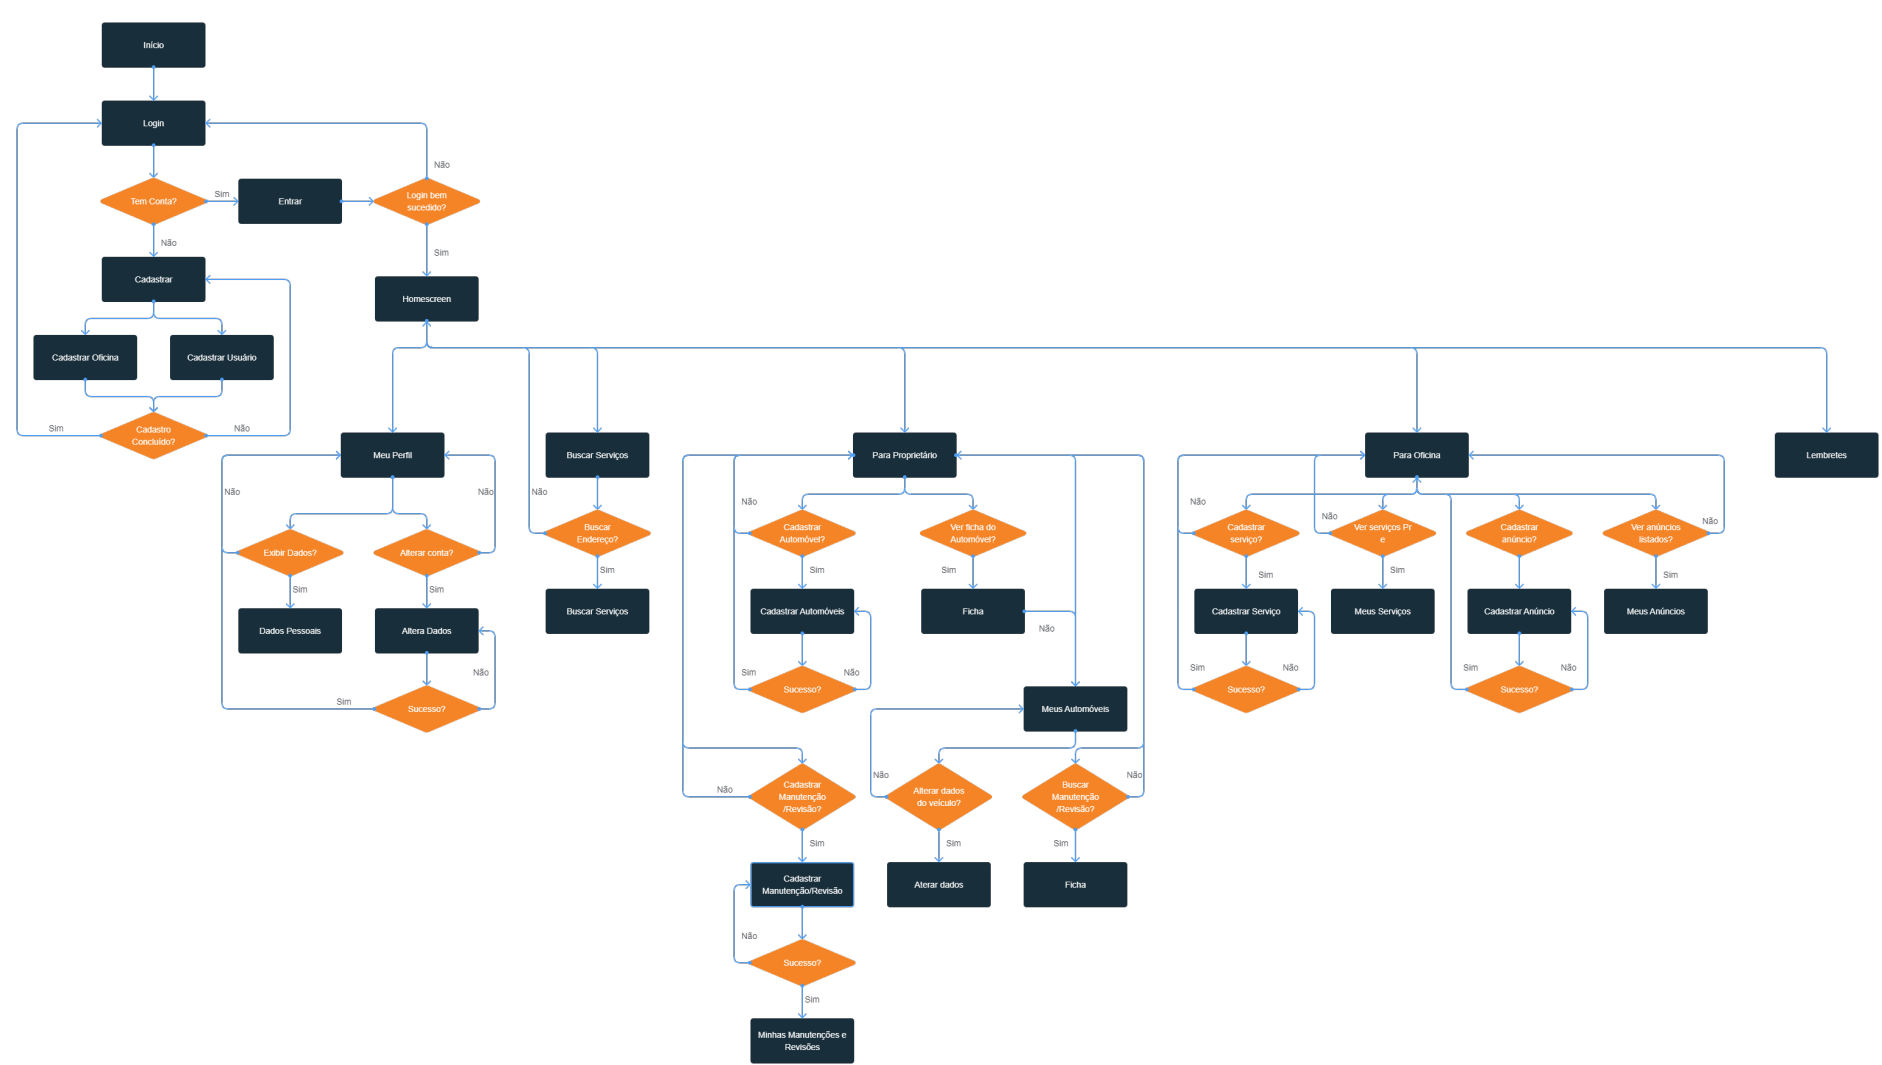 Início
Login
Não
Tem Conta?
Sim
Entrar
Login bem
sucedido?
Não
Sim
Cadastrar
Homescreen
Cadastrar Oficina
Cadastrar Usuário
Sim
Cadastro
Concluído?
Não
Meu Perfil
Buscar Serviços
Para Proprietário
Para Oficina
Lembretes
Não
Não
Não
Não
Não
Não
Não
Exibir Dados?
Alterar conta?
Buscar
Endereço?
Cadastrar
Automóvel?
Ver ficha do
Automóvel?
Cadastrar
serviço?
Ver serviços Pr
e
Cadastrar
anúncio?
Ver anúncios
listados?
Sim
Sim
Sim
Sim
Sim
Sim
Sim
Sim
Dados Pessoais
Altera Dados
Buscar Serviços
Cadastrar Automóveis
Ficha
Não
Cadastrar Serviço
Meus Serviços
Cadastrar Anúncio
Meus Anúncios
Não
Sim
Sucesso?
Sim
Sucesso?
Não
Meus Automóveis
Sim
Sucesso?
Não
Sim
Sucesso?
Não
Não
Cadastrar
Manutenção
/Revisão?
Não
Alterar dados
do veículo?
Buscar
Manutenção
/Revisão?
Não
Sim
Sim
Sim
Cadastrar
Manutenção/Revisão
Aterar dados
Ficha
Não
Sucesso?
Sim
Minhas Manutenções e
Revisões